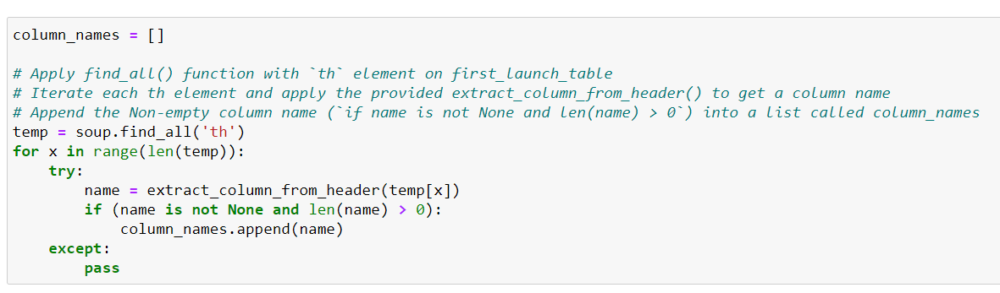 column_names = []
# Apply find_all() function with `th` element on first_launch_table
# Iterate each th element and apply the provided extract_column_from_header() to get a column name
# Append the Non-empty column name (`if name is not None and len(name) > 0`) into a list called column_names
temp = soup.find_all('th')
for x in range(len(temp)):
    try:
        name = extract_column_from_header(temp[x])
        if (name is not None and len(name) > 0):
            column_names.append(name)
    except:
        pass